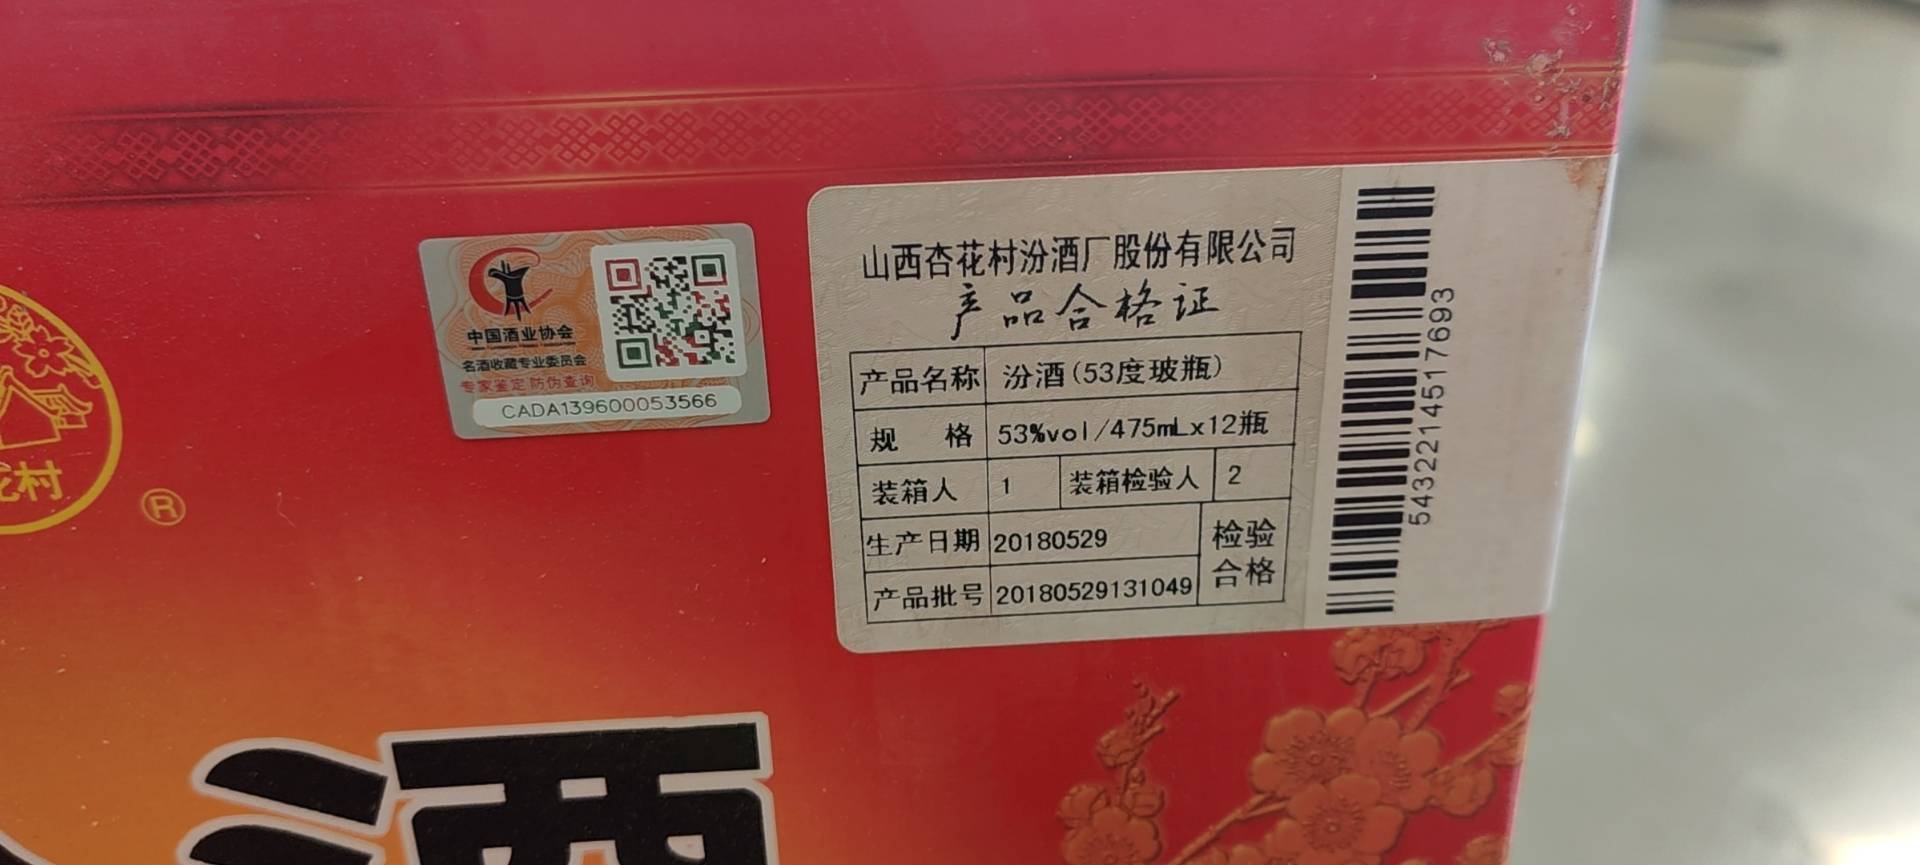 中国酒业协会
名酒收藏专业委员会
专家鉴定 防伪查询
CADA139600053566
山西杏花村汾酒厂股份有限公司
产品合格证
产品名称 汾酒(53度玻瓶)
规 格 53%vol/475mLx12瓶
装箱人 1 装箱检验人 2
生产日期 20180529
产品批号 20180529131049
检验
合格
5432214517693
花村
®
酒